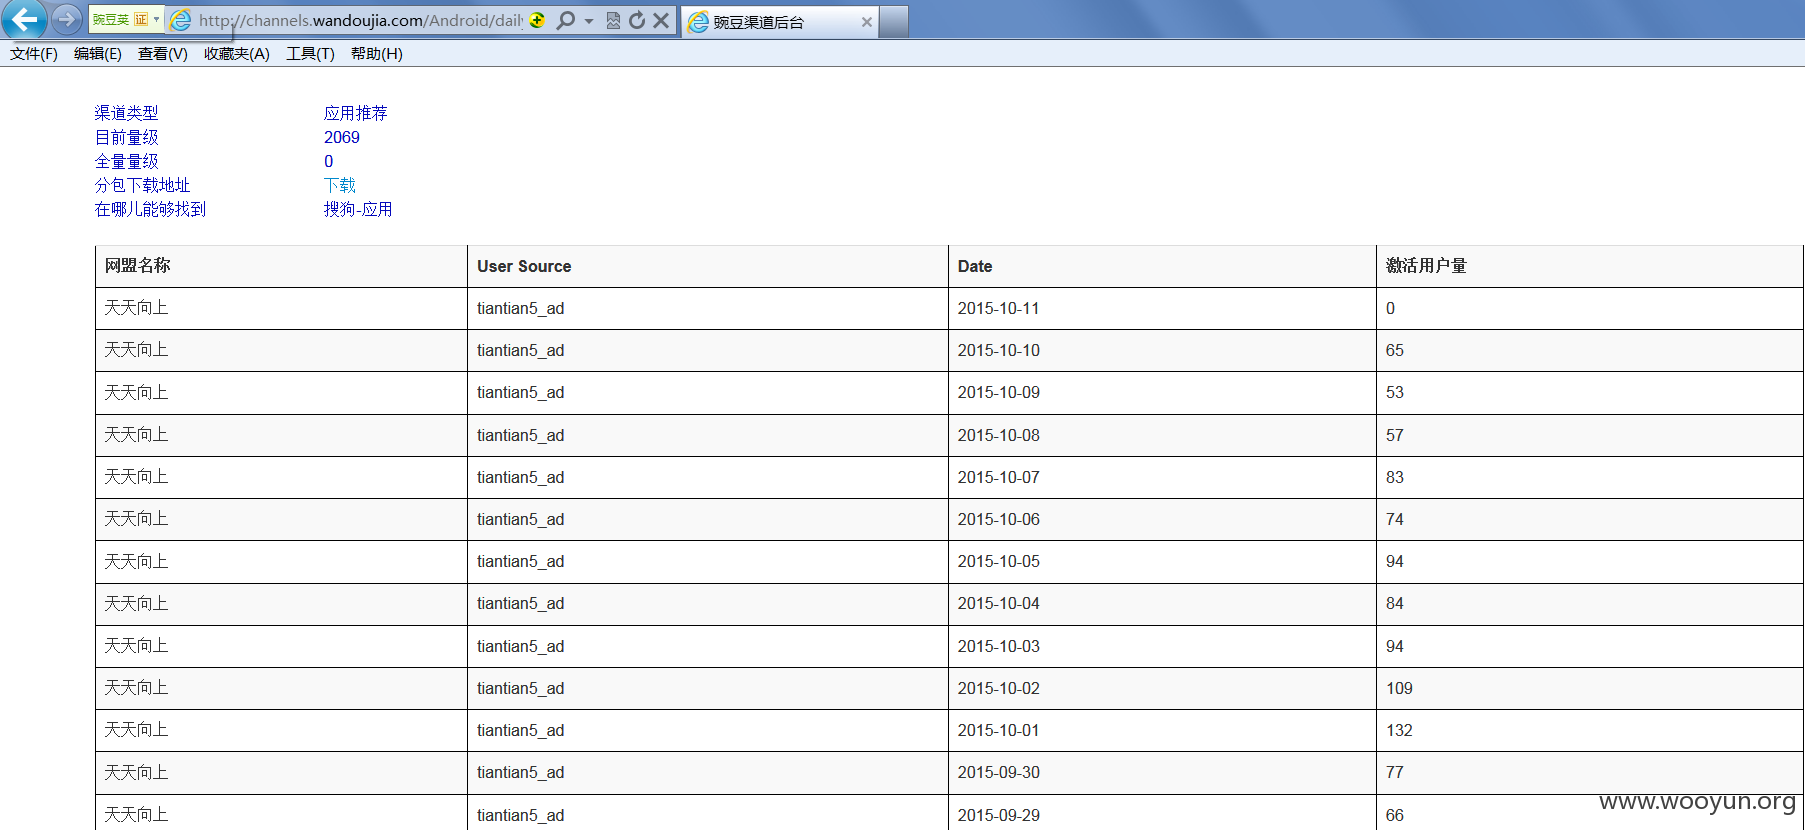 豌豆荚 证 http://channels.wandoujia.com/Android/dail 豌豆渠道后台
文件(F) 编辑(E) 查看(V) 收藏夹(A) 工具(T) 帮助(H)
渠道类型 应用推荐
目前量级 2069
全量量级 0
分包下载地址 下载
在哪儿能够找到 搜狗-应用
网盟名称 User Source Date 激活用户量
天天向上 tiantian5_ad 2015-10-11 0
天天向上 tiantian5_ad 2015-10-10 65
天天向上 tiantian5_ad 2015-10-09 53
天天向上 tiantian5_ad 2015-10-08 57
天天向上 tiantian5_ad 2015-10-07 83
天天向上 tiantian5_ad 2015-10-06 74
天天向上 tiantian5_ad 2015-10-05 94
天天向上 tiantian5_ad 2015-10-04 84
天天向上 tiantian5_ad 2015-10-03 94
天天向上 tiantian5_ad 2015-10-02 109
天天向上 tiantian5_ad 2015-10-01 132
天天向上 tiantian5_ad 2015-09-30 77
天天向上 tiantian5_ad 2015-09-29 66
www.wooyun.org